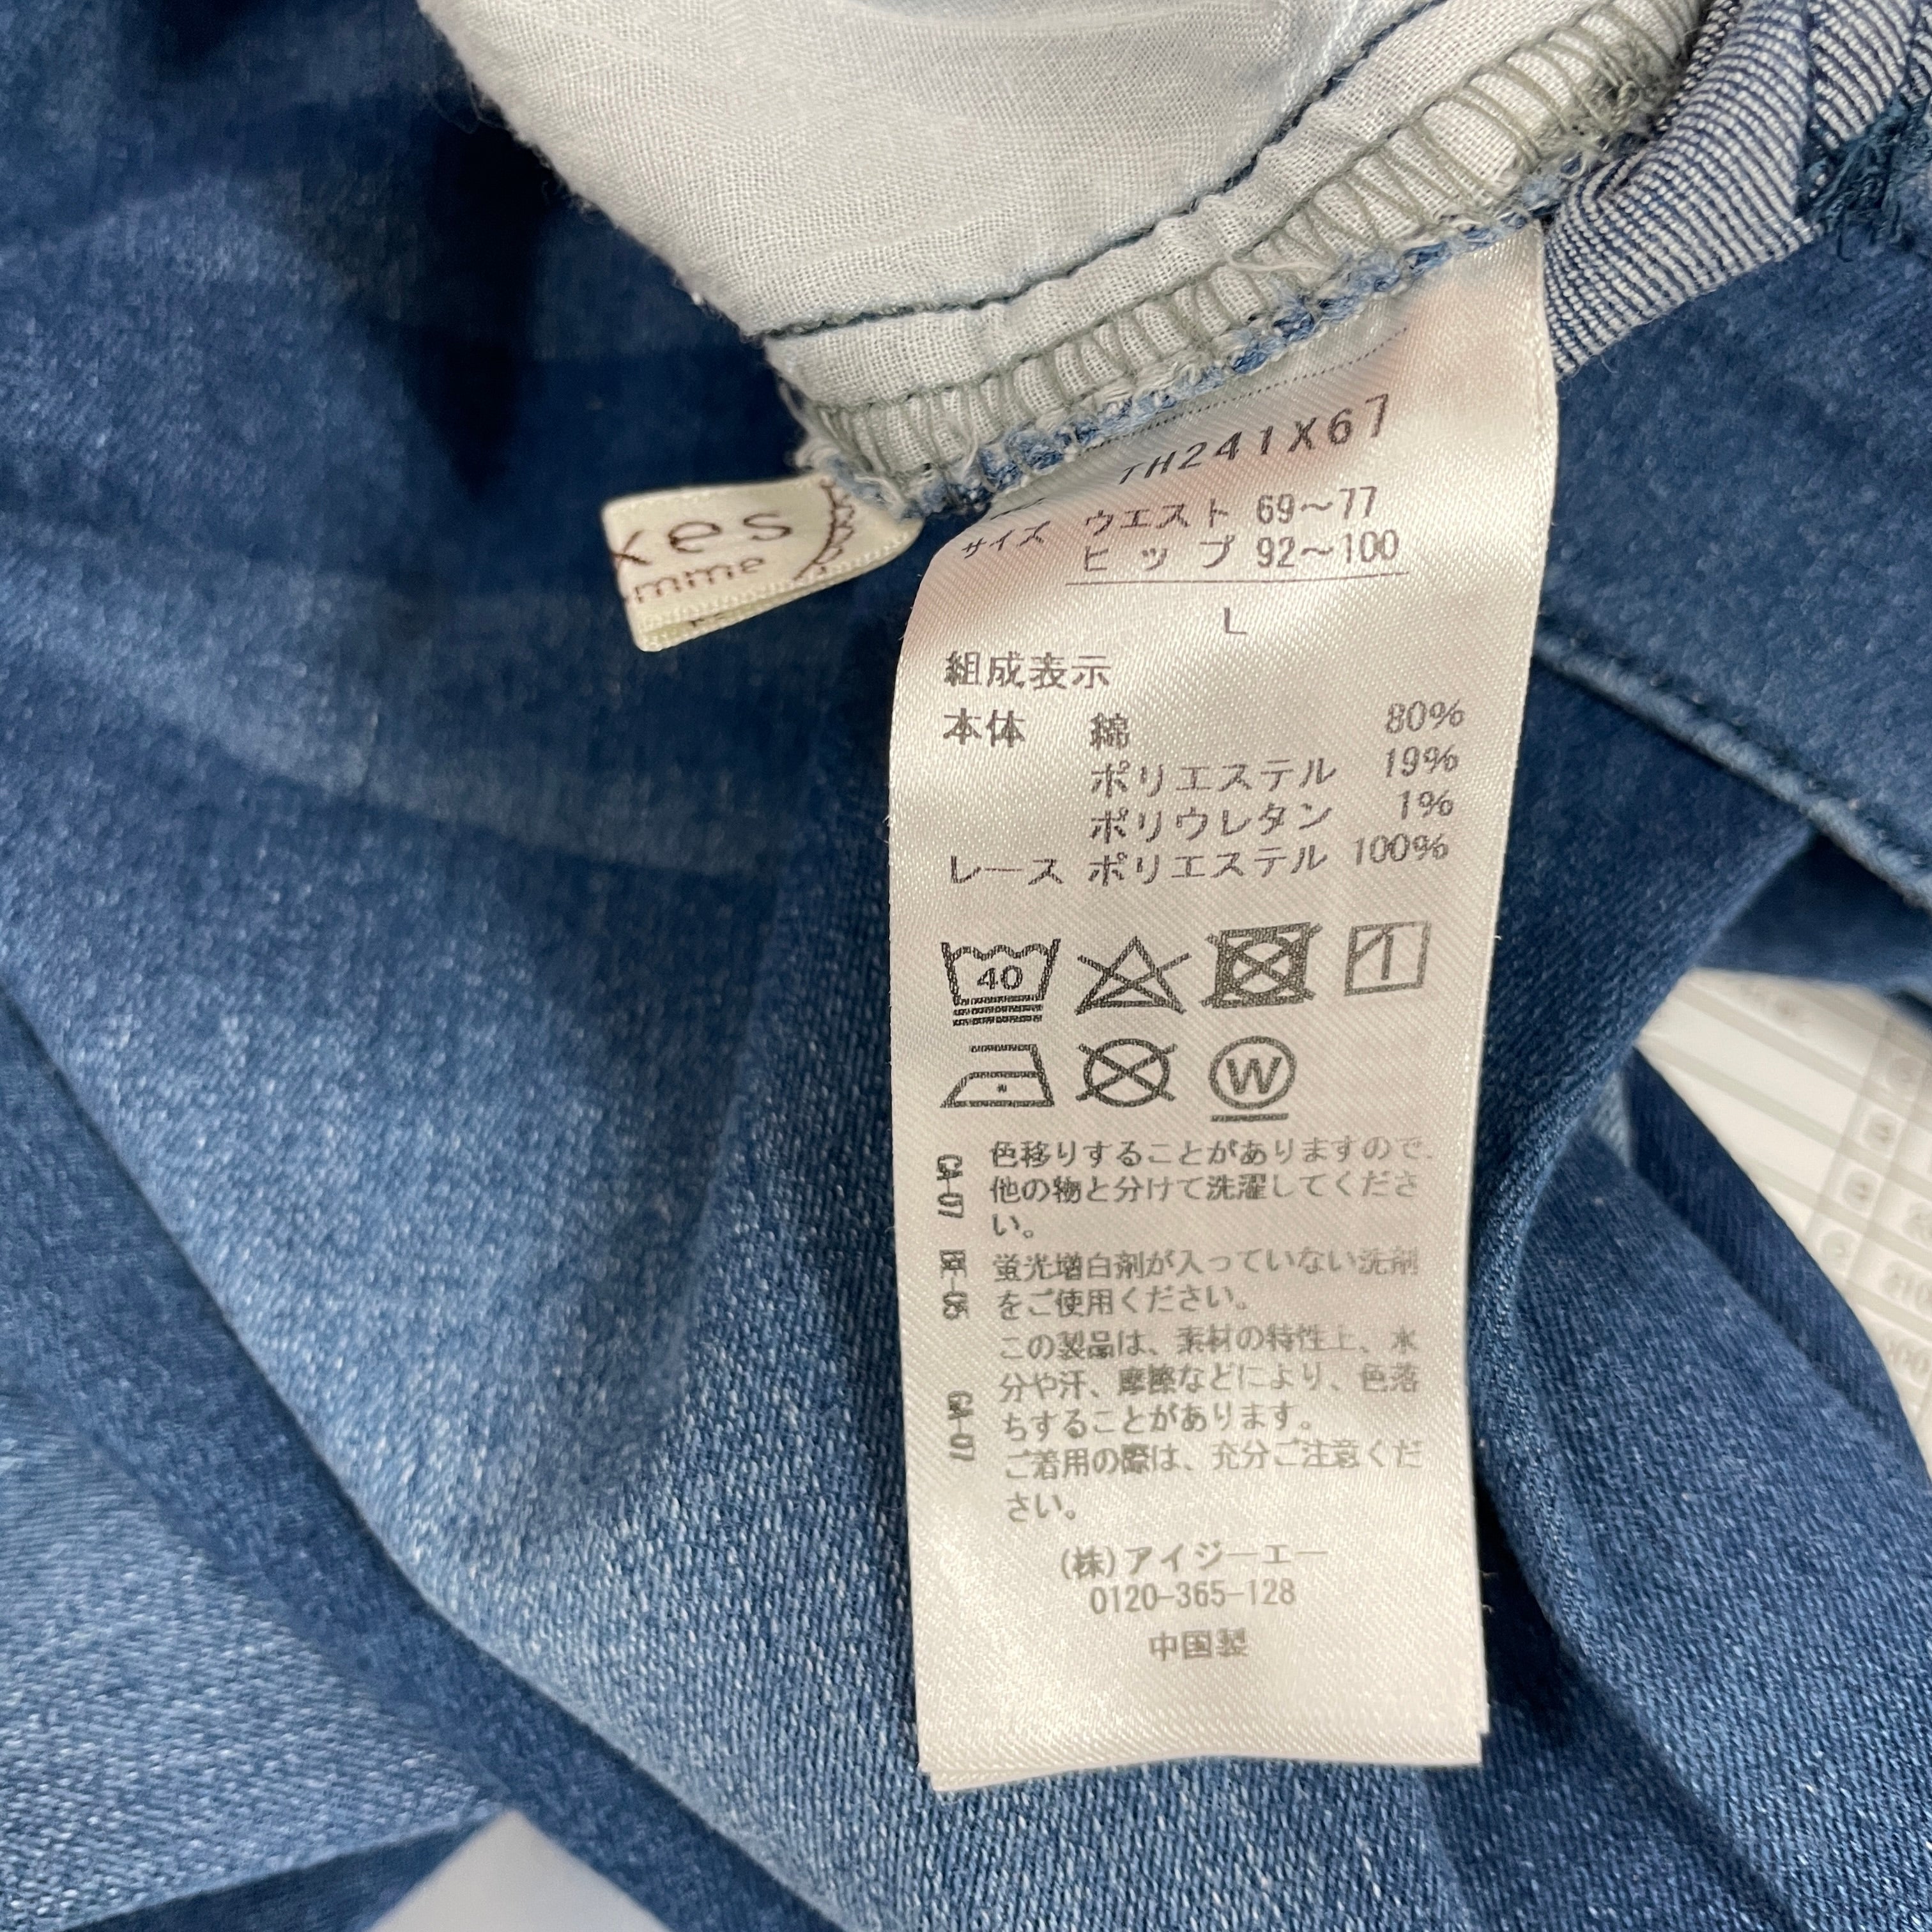 xes
mme
TH241X67
サイズ ウエスト 69～77
ヒップ 92～100
L
組成表示
本体 綿 80%
ポリエステル 19%
ポリウレタン 1%
レース ポリエステル 100%
40
W
GA-07 色移りすることがありますので、
他の物と分けて洗濯してくださ
い。
蛍光増白剤が入っていない洗剤
をご使用ください。
この製品は、素材の特性上、水
分や汗、摩擦などにより、色落
ちすることがあります。
GA-07 ご着用の際は、充分ご注意くだ
さい。
(株)アイジーエー
0120-365-128
中国製